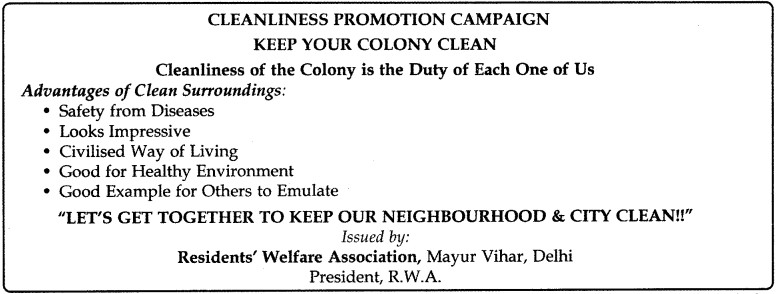 CLEANLINESS PROMOTION CAMPAIGN
KEEP YOUR COLONY CLEAN
Cleanliness of the Colony is the Duty of Each One of Us
Advantages of Clean Surroundings:
• Safety from Diseases
• Looks Impressive
• Civilised Way of Living
• Good for Healthy Environment
• Good Example for Others to Emulate
“LET’S GET TOGETHER TO KEEP OUR NEIGHBOURHOOD & CITY CLEAN!!”
Issued by:
Residents’ Welfare Association, Mayur Vihar, Delhi
President, R.W.A.